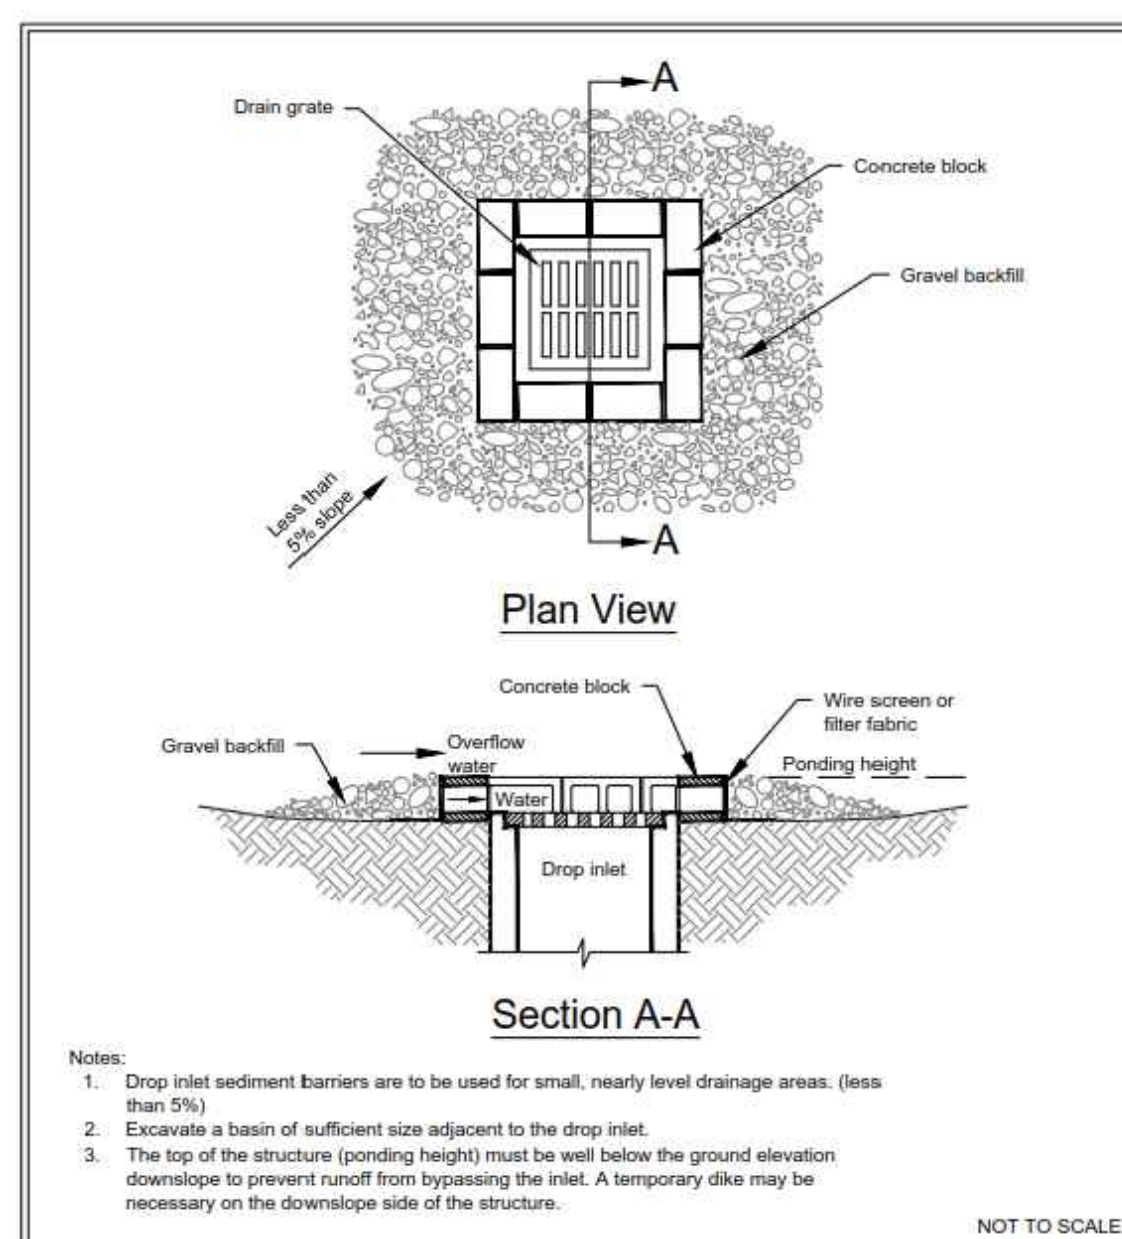 A
Drain grate
Concrete block
Gravel backfill
Less than
5% slope
A
Plan View
Concrete block
Wire screen or
filter fabric
Gravel backfill
Overflow
water
Ponding height
Water
Drop inlet
Section A-A
Notes:
1. Drop inlet sediment barriers are to be used for small, nearly level drainage areas. (less
than 5%)
2. Excavate a basin of sufficient size adjacent to the drop inlet.
3. The top of the structure (ponding height) must be well below the ground elevation
downslope to prevent runoff from bypassing the inlet. A temporary dike may be
necessary on the downslope side of the structure.
NOT TO SCALE